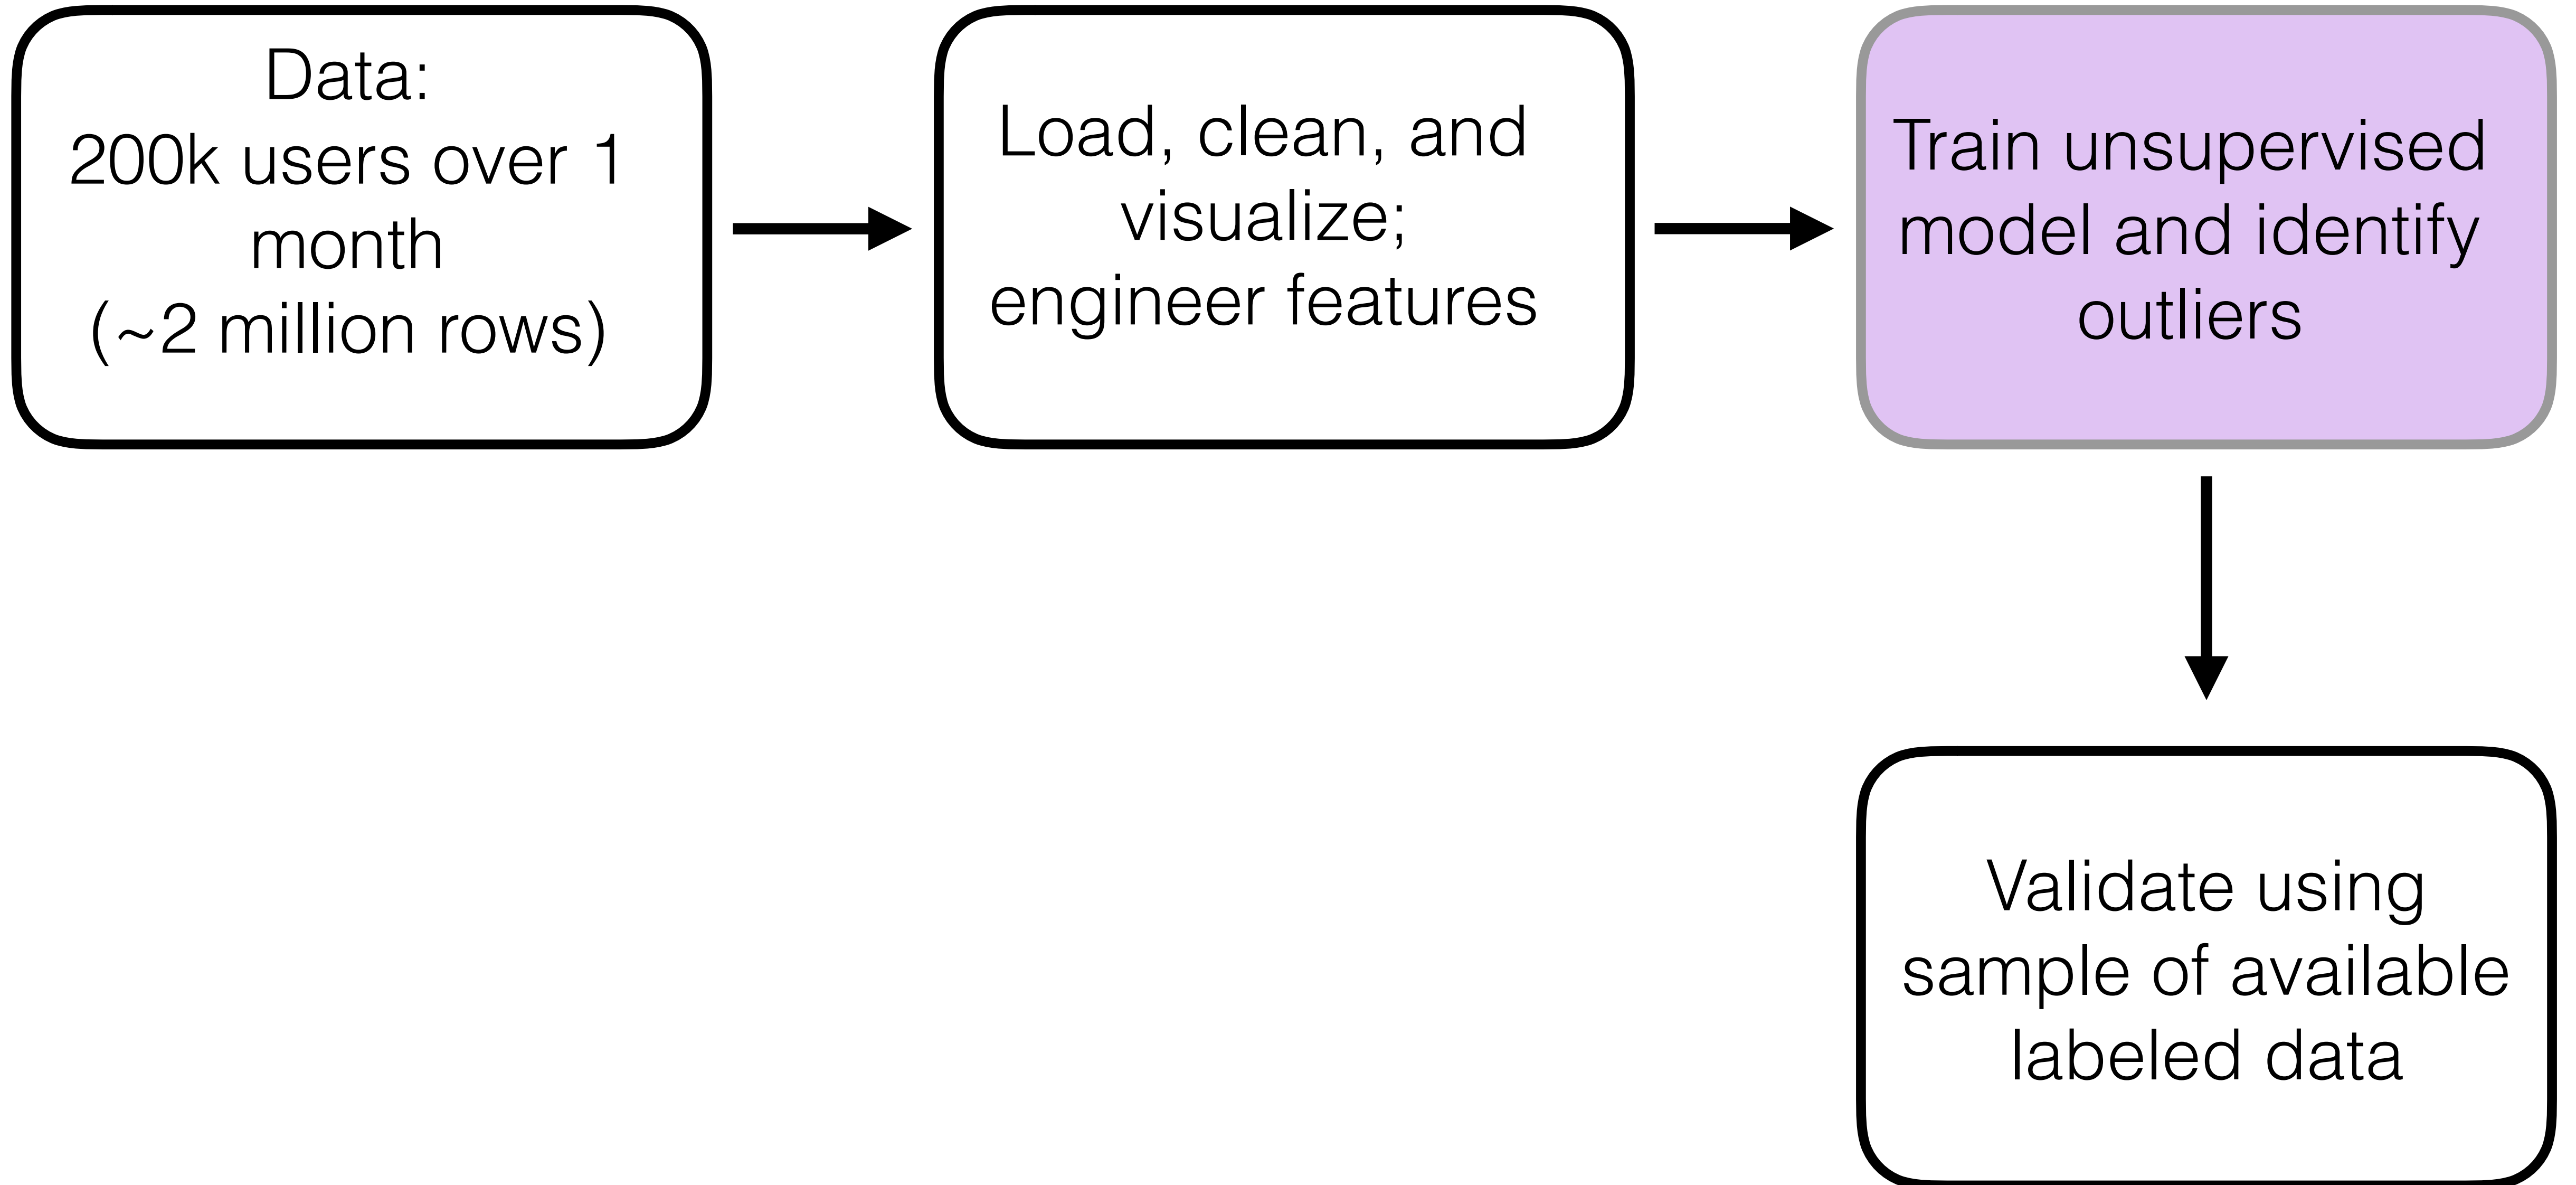 Data:
200k users over 1
month
(~2 million rows)
Load, clean, and
visualize;
engineer features
Train unsupervised
model and identify
outliers
Validate using
sample of available
labeled data